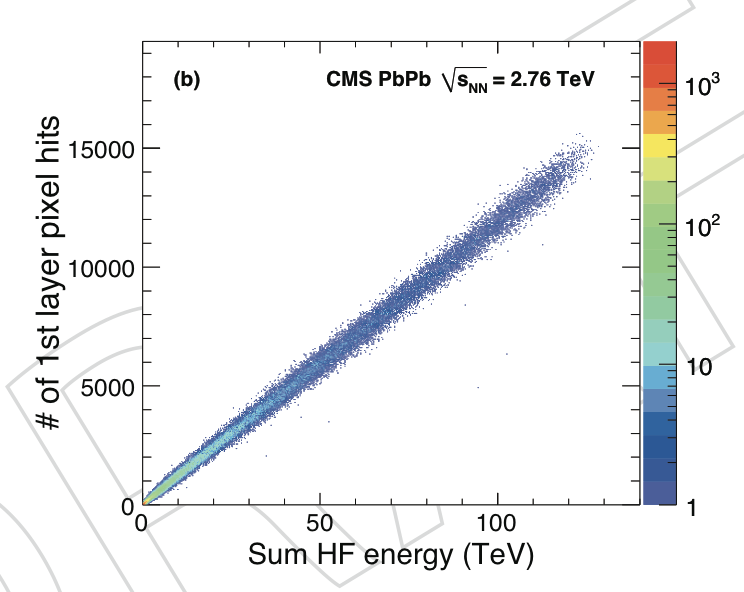 (b) CMS PbPb √sNN = 2.76 TeV
# of 1st layer pixel hits
15000
10000
5000
0
0 50 100
Sum HF energy (TeV)
10³
10²
10
1